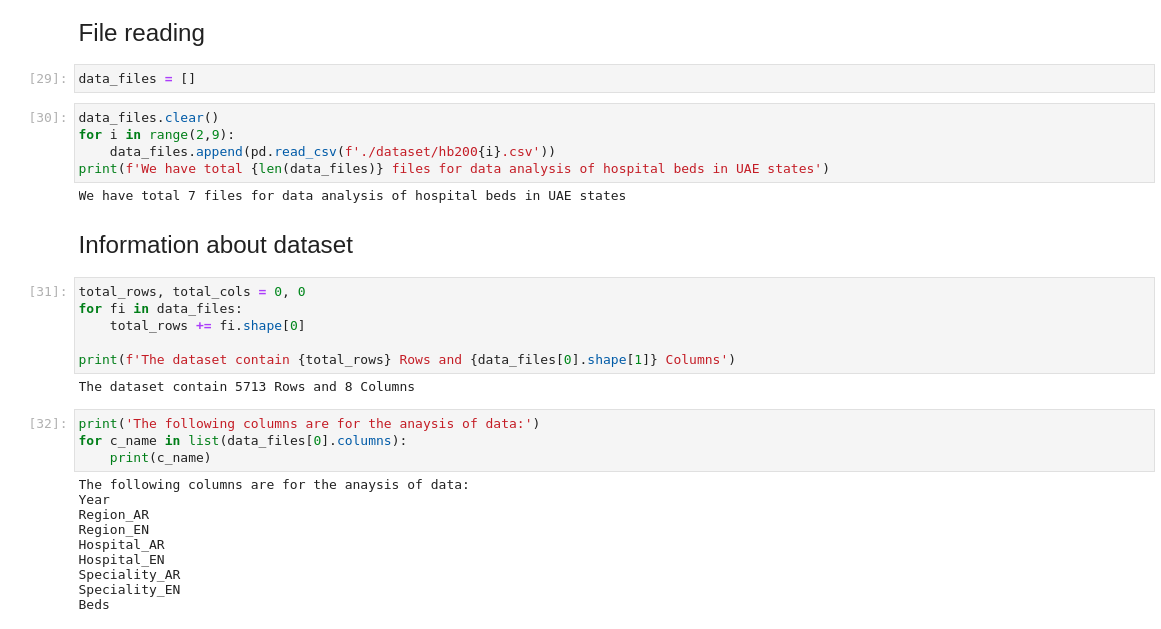 File reading
[29]: data_files = []
[30]: data_files.clear()
for i in range(2,9):
    data_files.append(pd.read_csv(f'./dataset/hb200{i}.csv'))
print(f'We have total {len(data_files)} files for data analysis of hospital beds in UAE states')
We have total 7 files for data analysis of hospital beds in UAE states
Information about dataset
[31]: total_rows, total_cols = 0, 0
for fi in data_files:
    total_rows += fi.shape[0]
print(f'The dataset contain {total_rows} Rows and {data_files[0].shape[1]} Columns')
The dataset contain 5713 Rows and 8 Columns
[32]: print('The following columns are for the anaysis of data:')
for c_name in list(data_files[0].columns):
    print(c_name)
The following columns are for the anaysis of data:
Year
Region_AR
Region_EN
Hospital_AR
Hospital_EN
Speciality_AR
Speciality_EN
Beds